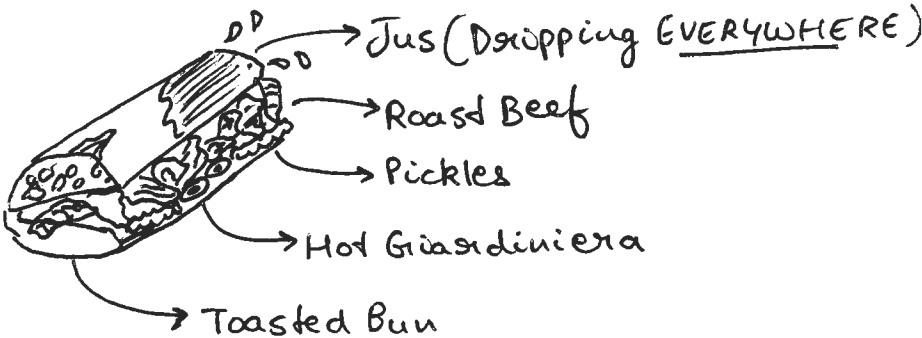 Jus (Dripping EVERYWHERE)
Roast Beef
Pickles
Hot Giardiniera
Toasted Bun